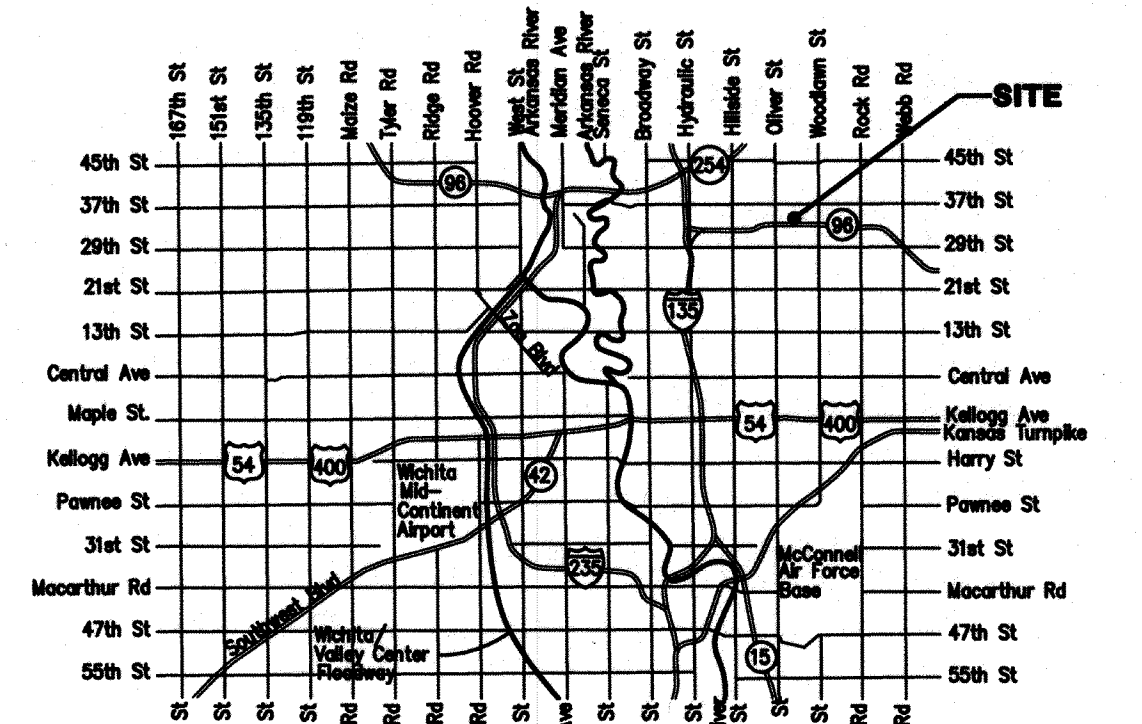 167th St
151st St
135th St
119th St
Maize Rd
Tyler Rd
Ridge Rd
Hoover Rd
West St
Arkansas River
Meridian Ave
Arkansas River
Seneca St
Broadway St
Hydraulic St
Hillside St
Oliver St
Woodlawn St
Rock Rd
Webb Rd
SITE
45th St
254
45th St
96
37th St
37th St
96
29th St
29th St
21st St
21st St
135
13th St
13th St
Zoo Blvd
Central Ave
Central Ave
Maple St.
54
400
Kellogg Ave
Kansas Turnpike
Kellogg Ave
54
400
Harry St
Wichita
Mid-
Continent
Airport
42
Pawnee St
Pawnee St
31st St
31st St
McConnell
Air Force
Base
235
Macarthur Rd
Macarthur Rd
Southwest Blvd
47th St
47th St
Wichita/
Valley Center
Floodway
15
55th St
55th St
St
St
St
St
Rd
Rd
Rd
Rd
St
Ave
St
St
St
River
St
St
St
Rd
Rd